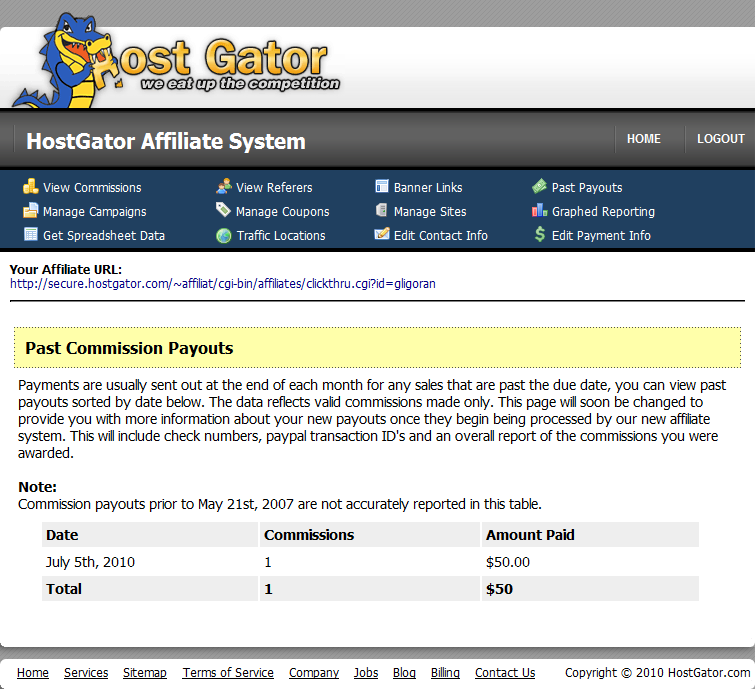 Host Gator
we eat up the competition
HostGator Affiliate System
HOME
LOGOUT
View Commissions
View Referers
Banner Links
Past Payouts
Manage Campaigns
Manage Coupons
Manage Sites
Graphed Reporting
Get Spreadsheet Data
Traffic Locations
Edit Contact Info
Edit Payment Info
Your Affiliate URL:
http://secure.hostgator.com/~affiliat/cgi-bin/affiliates/clickthru.cgi?id=gligoran
Past Commission Payouts
Payments are usually sent out at the end of each month for any sales that are past the due date, you can view past
payouts sorted by date below. The data reflects valid commissions made only. This page will soon be changed to
provide you with more information about your new payouts once they begin being processed by our new affiliate
system. This will include check numbers, paypal transaction ID's and an overall report of the commissions you were
awarded.
Note:
Commission payouts prior to May 21st, 2007 are not accurately reported in this table.
Date Commissions Amount Paid
July 5th, 2010 1 $50.00
Total 1 $50
Home Services Sitemap Terms of Service Company Jobs Blog Billing Contact Us Copyright © 2010 HostGator.com